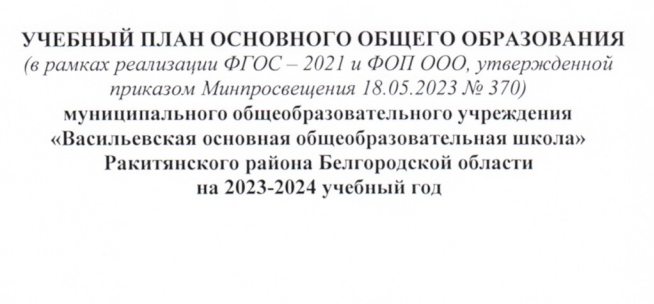 УЧЕБНЫЙ ПЛАН ОСНОВНОГО ОБЩЕГО ОБРАЗОВАНИЯ
(в рамках реализации ФГОС – 2021 и ФОП ООО, утвержденной
приказом Минпросвещения 18.05.2023 № 370)
муниципального общеобразовательного учреждения
«Васильевская основная общеобразовательная школа»
Ракитянского района Белгородской области
на 2023-2024 учебный год